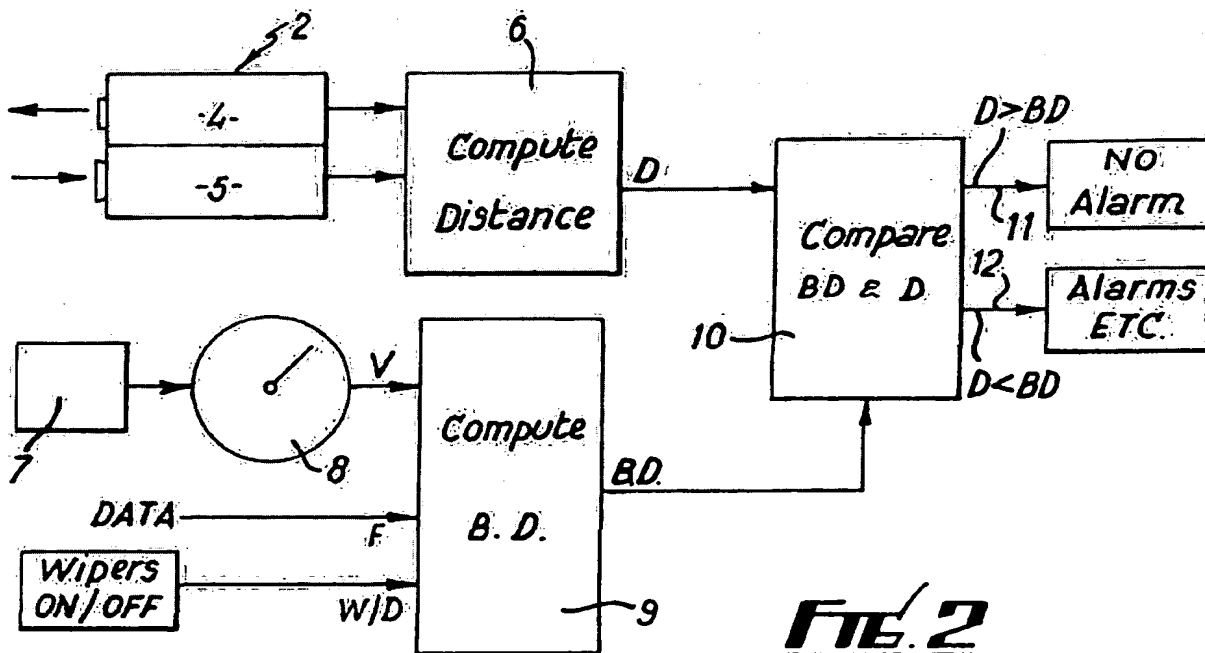 2
-4-
-5-
6
Compute
Distance
D
D>BD
NO
Alarm
11
Compare
BD & D
10
12
Alarms
ETC.
D<BD
7
8
V
Compute
B. D.
B.D.
DATA
F
Wipers
ON/OFF
W/D
9
FIG. 2